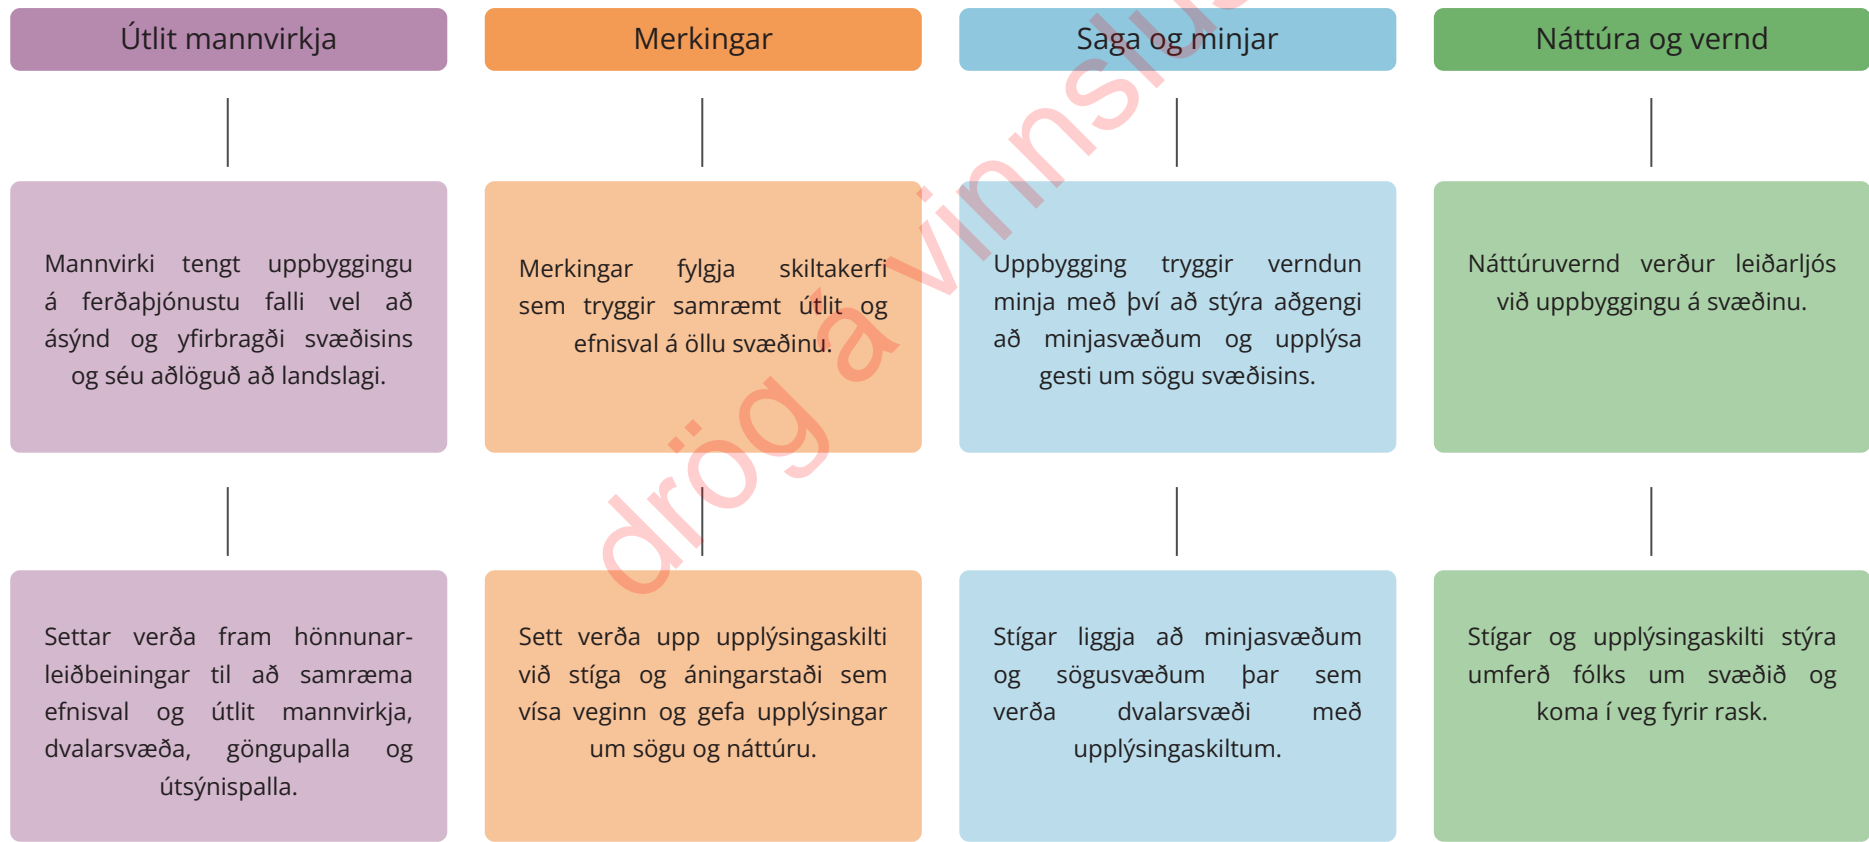 Útlit mannvirkja
Mannvirki tengt uppbyggingu
á ferðaþjónustu falli vel að
ásýnd og yfirbragði svæðisins
og séu aðlöguð að landslagi.
Settar verða fram hönnunar-
leiðbeiningar til að samræma
efnisval og útlit mannvirkja,
dvalarsvæða, göngupalla og
útsýnispalla.
Merkingar
Merkingar fylgja skiltakerfi
sem tryggir samræmt útlit og
efnisval á öllu svæðinu.
Sett verða upp upplýsingaskilti
við stíga og áningarstaði sem
vísa veginn og gefa upplýsingar
um sögu og náttúru.
Saga og minjar
Uppbygging tryggir verndun
minja með því að stýra aðgengi
að minjasvæðum og upplýsa
gesti um sögu svæðisins.
Stígar liggja að minjasvæðum
og sögusvæðum þar sem
verða dvalarsvæði með
upplýsingaskiltum.
Náttúra og vernd
Náttúruvernd verður leiðarljós
við uppbyggingu á svæðinu.
Stígar og upplýsingaskilti stýra
umferð fólks um svæðið og
koma í veg fyrir rask.
drög á vinnslus